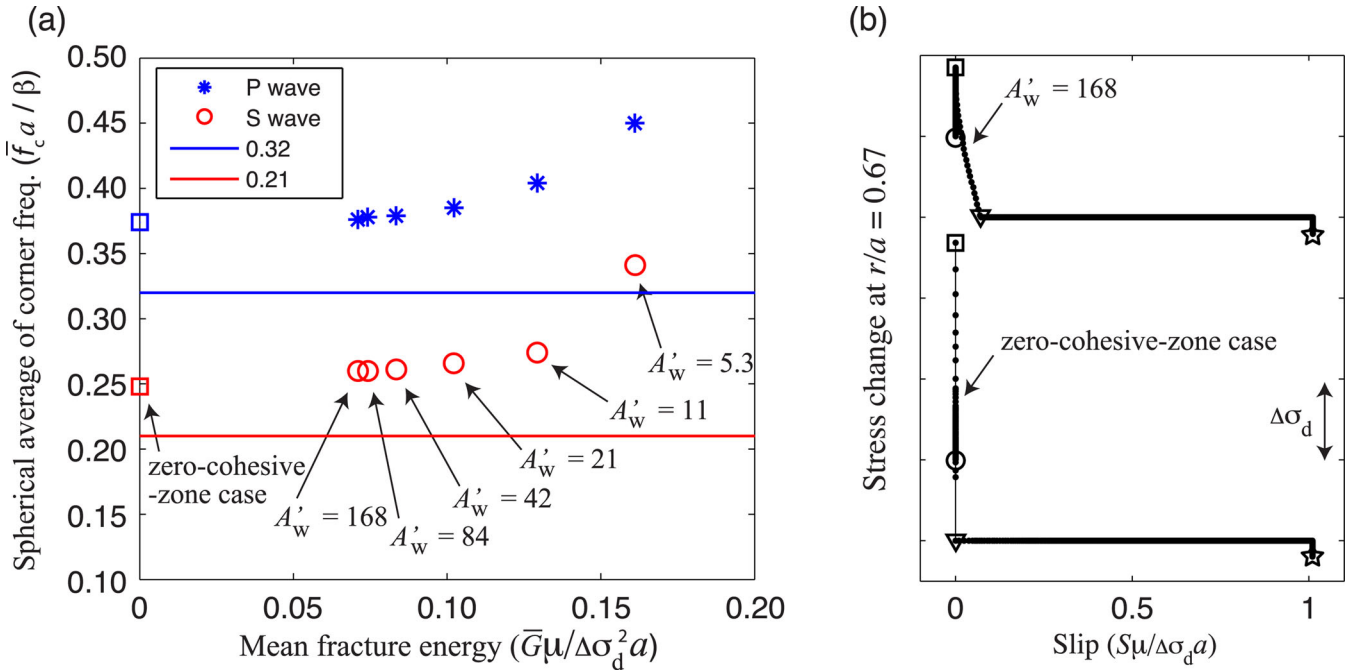 (a)
Spherical average of corner freq. (f̅c a / β)
0.50
0.45
0.40
0.35
0.30
0.25
0.20
0.15
0.10
P wave
S wave
0.32
0.21
A'w = 5.3
A'w = 11
A'w = 21
A'w = 42
A'w = 84
A'w = 168
zero-cohesive
-zone case
0
0.05
0.10
0.15
0.20
Mean fracture energy (G̅μ/Δσd²a)
(b)
Stress change at r/a = 0.67
A'w = 168
zero-cohesive-zone case
Δσd
0
0.5
1
Slip (Sμ/Δσda)